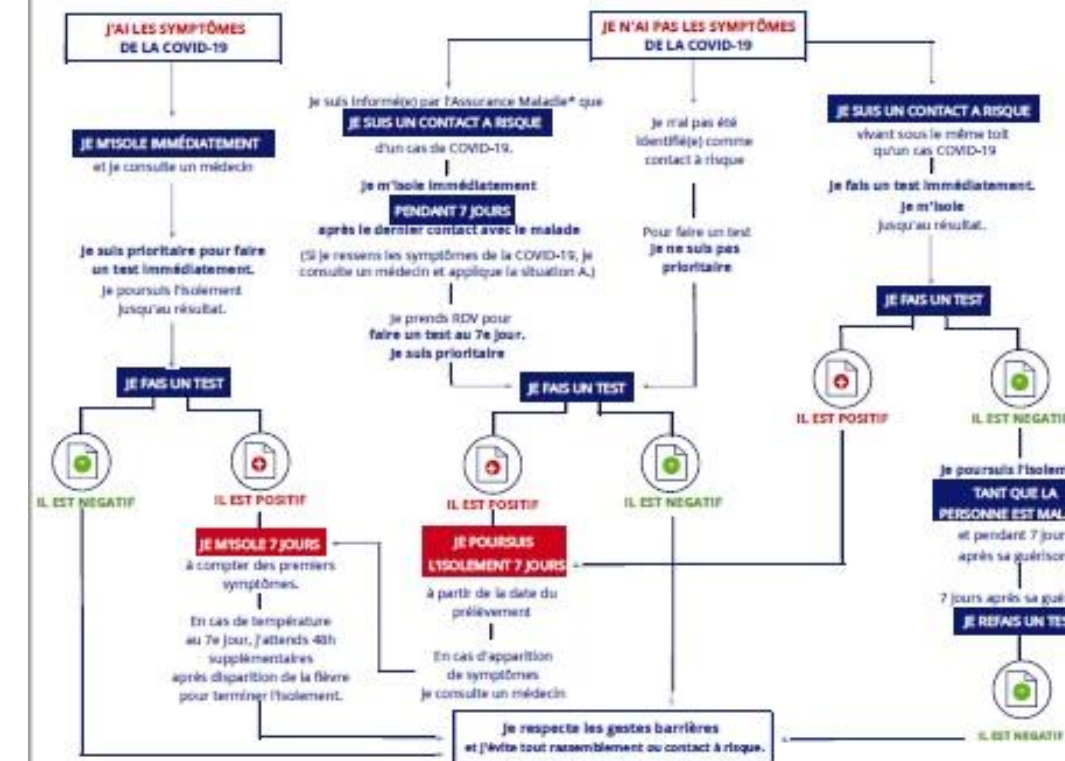 J'AI LES SYMPTÔMES
DE LA COVID-19
JE M'ISOLE IMMÉDIATEMENT
et je consulte un médecin
Je suis prioritaire pour faire
un test immédiatement.
Je poursuis l'isolement
jusqu'au résultat.
JE FAIS UN TEST
IL EST NEGATIF
IL EST POSITIF
JE M'ISOLE 7 JOURS
à compter des premiers
symptômes.
En cas de température
au 7e jour, j'attends 48h
supplémentaires
après disparition de la fièvre
pour terminer l'isolement.
JE N'AI PAS LES SYMPTÔMES
DE LA COVID-19
Je suis informé(e) par l'Assurance Maladie* que
JE SUIS UN CONTACT A RISQUE
d'un cas de COVID-19.
Je m'isole immédiatement
PENDANT 7 JOURS
après le dernier contact avec le malade
(Si je ressens les symptômes de la COVID-19, je
consulte un médecin et applique la situation A.)
Je prends RDV pour
faire un test au 7e jour.
Je suis prioritaire
Je n'ai pas été
identifié(e) comme
contact à risque
Pour faire un test
je ne suis pas
prioritaire
JE FAIS UN TEST
IL EST POSITIF
IL EST NEGATIF
JE POURSUIS
L'ISOLEMENT 7 JOURS
à partir de la date du
prélèvement
En cas d'apparition
de symptômes
je consulte un médecin
JE SUIS UN CONTACT A RISQUE
vivant sous le même toit
qu'un cas COVID-19
Je fais un test immédiatement.
Je m'isole
jusqu'au résultat.
JE FAIS UN TEST
IL EST POSITIF
IL EST NEGATIF
Je poursuis l'isolem
TANT QUE LA
PERSONNE EST MAL
et pendant 7 jour
après sa guérison
7 jours après sa gué
JE REFAIS UN TES
IL EST NEGATIF
Je respecte les gestes barrières
et j'évite tout rassemblement ou contact à risque.